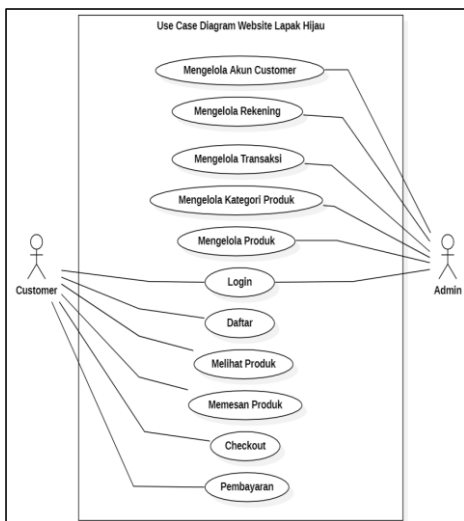 Use Case Diagram Website Lapak Hijau
Mengelola Akun Customer
Mengelola Rekening
Mengelola Transaksi
Mengelola Kategori Produk
Mengelola Produk
Login
Customer
Admin
Daftar
Melihat Produk
Memesan Produk
Checkout
Pembayaran